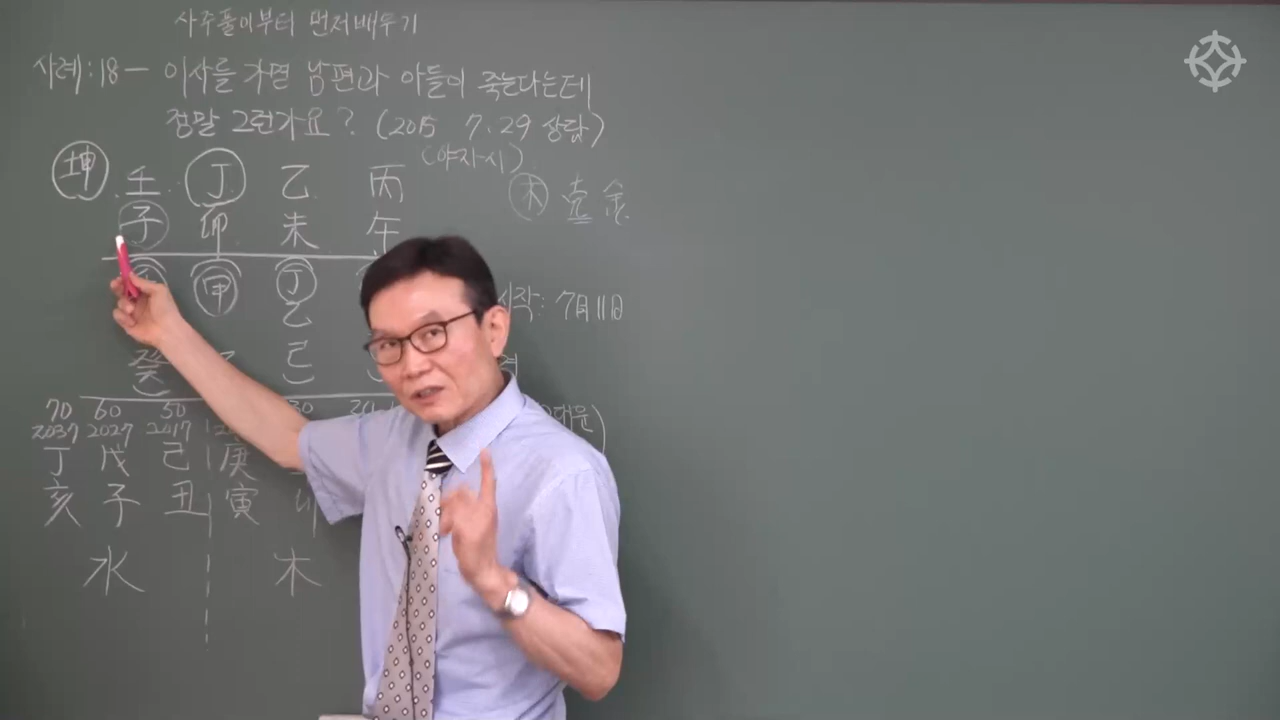 사주풀이부터 먼저배우기
사례:18 - 이사를 가면 남편과 아들이 죽는다는데
정말 그런가요? (2015 7.29 상담)
(야자시)
坤 壬 丁 乙 丙 木 金
子 卯 未 午
甲 丁
시작: 7月 11日
乙
癸 己
70 60 50
2037 2027 2017
대운)
丁 戊 己 庚
亥 子 丑 寅
水 木